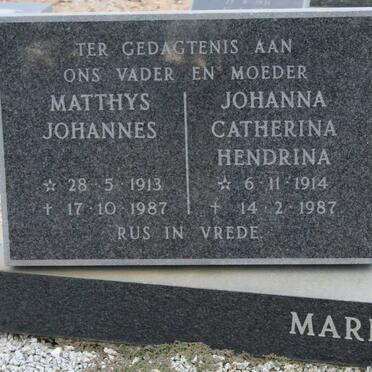 TER GEDAGTENIS AAN
ONS VADER EN MOEDER
MATTHYS
JOHANNES
☆ 28·5·1913
† 17·10·1987
JOHANNA
CATHERINA
HENDRINA
☆ 6·11·1914
† 14·2·1987
RUS IN VREDE.